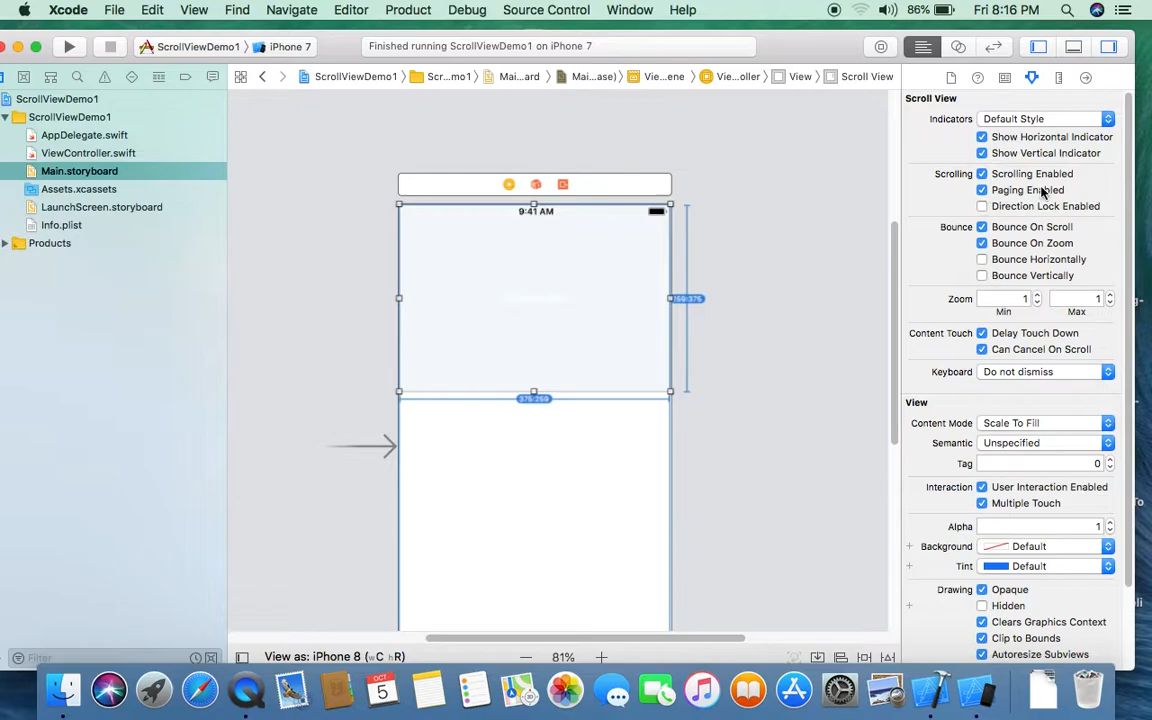 Xcode File Edit View Find Navigate Editor Product Debug Source Control Window Help 86% Fri 8:16 PM
ScrollViewDemo1 iPhone 7 Finished running ScrollViewDemo1 on iPhone 7
ScrollViewDemo1 Scr...mo1 Mai...ard Mai...ase) Vie...ene Vie...oller View Scroll View
ScrollViewDemo1
ScrollViewDemo1
AppDelegate.swift
ViewController.swift
Main.storyboard
Assets.xcassets
LaunchScreen.storyboard
Info.plist
Products
Filter
9:41 AM
375:259
View as: iPhone 8 (wC hR) 81%
Scroll View
Indicators Default Style
Show Horizontal Indicator
Show Vertical Indicator
Scrolling Scrolling Enabled
Paging Enabled
Direction Lock Enabled
Bounce Bounce On Scroll
Bounce On Zoom
Bounce Horizontally
Bounce Vertically
Zoom 1 1
Min Max
Content Touch Delay Touch Down
Can Cancel On Scroll
Keyboard Do not dismiss
View
Content Mode Scale To Fill
Semantic Unspecified
Tag 0
Interaction User Interaction Enabled
Multiple Touch
Alpha 1
Background Default
Tint Default
Drawing Opaque
Hidden
Clears Graphics Context
Clip to Bounds
Autoresize Subviews
OCT
5